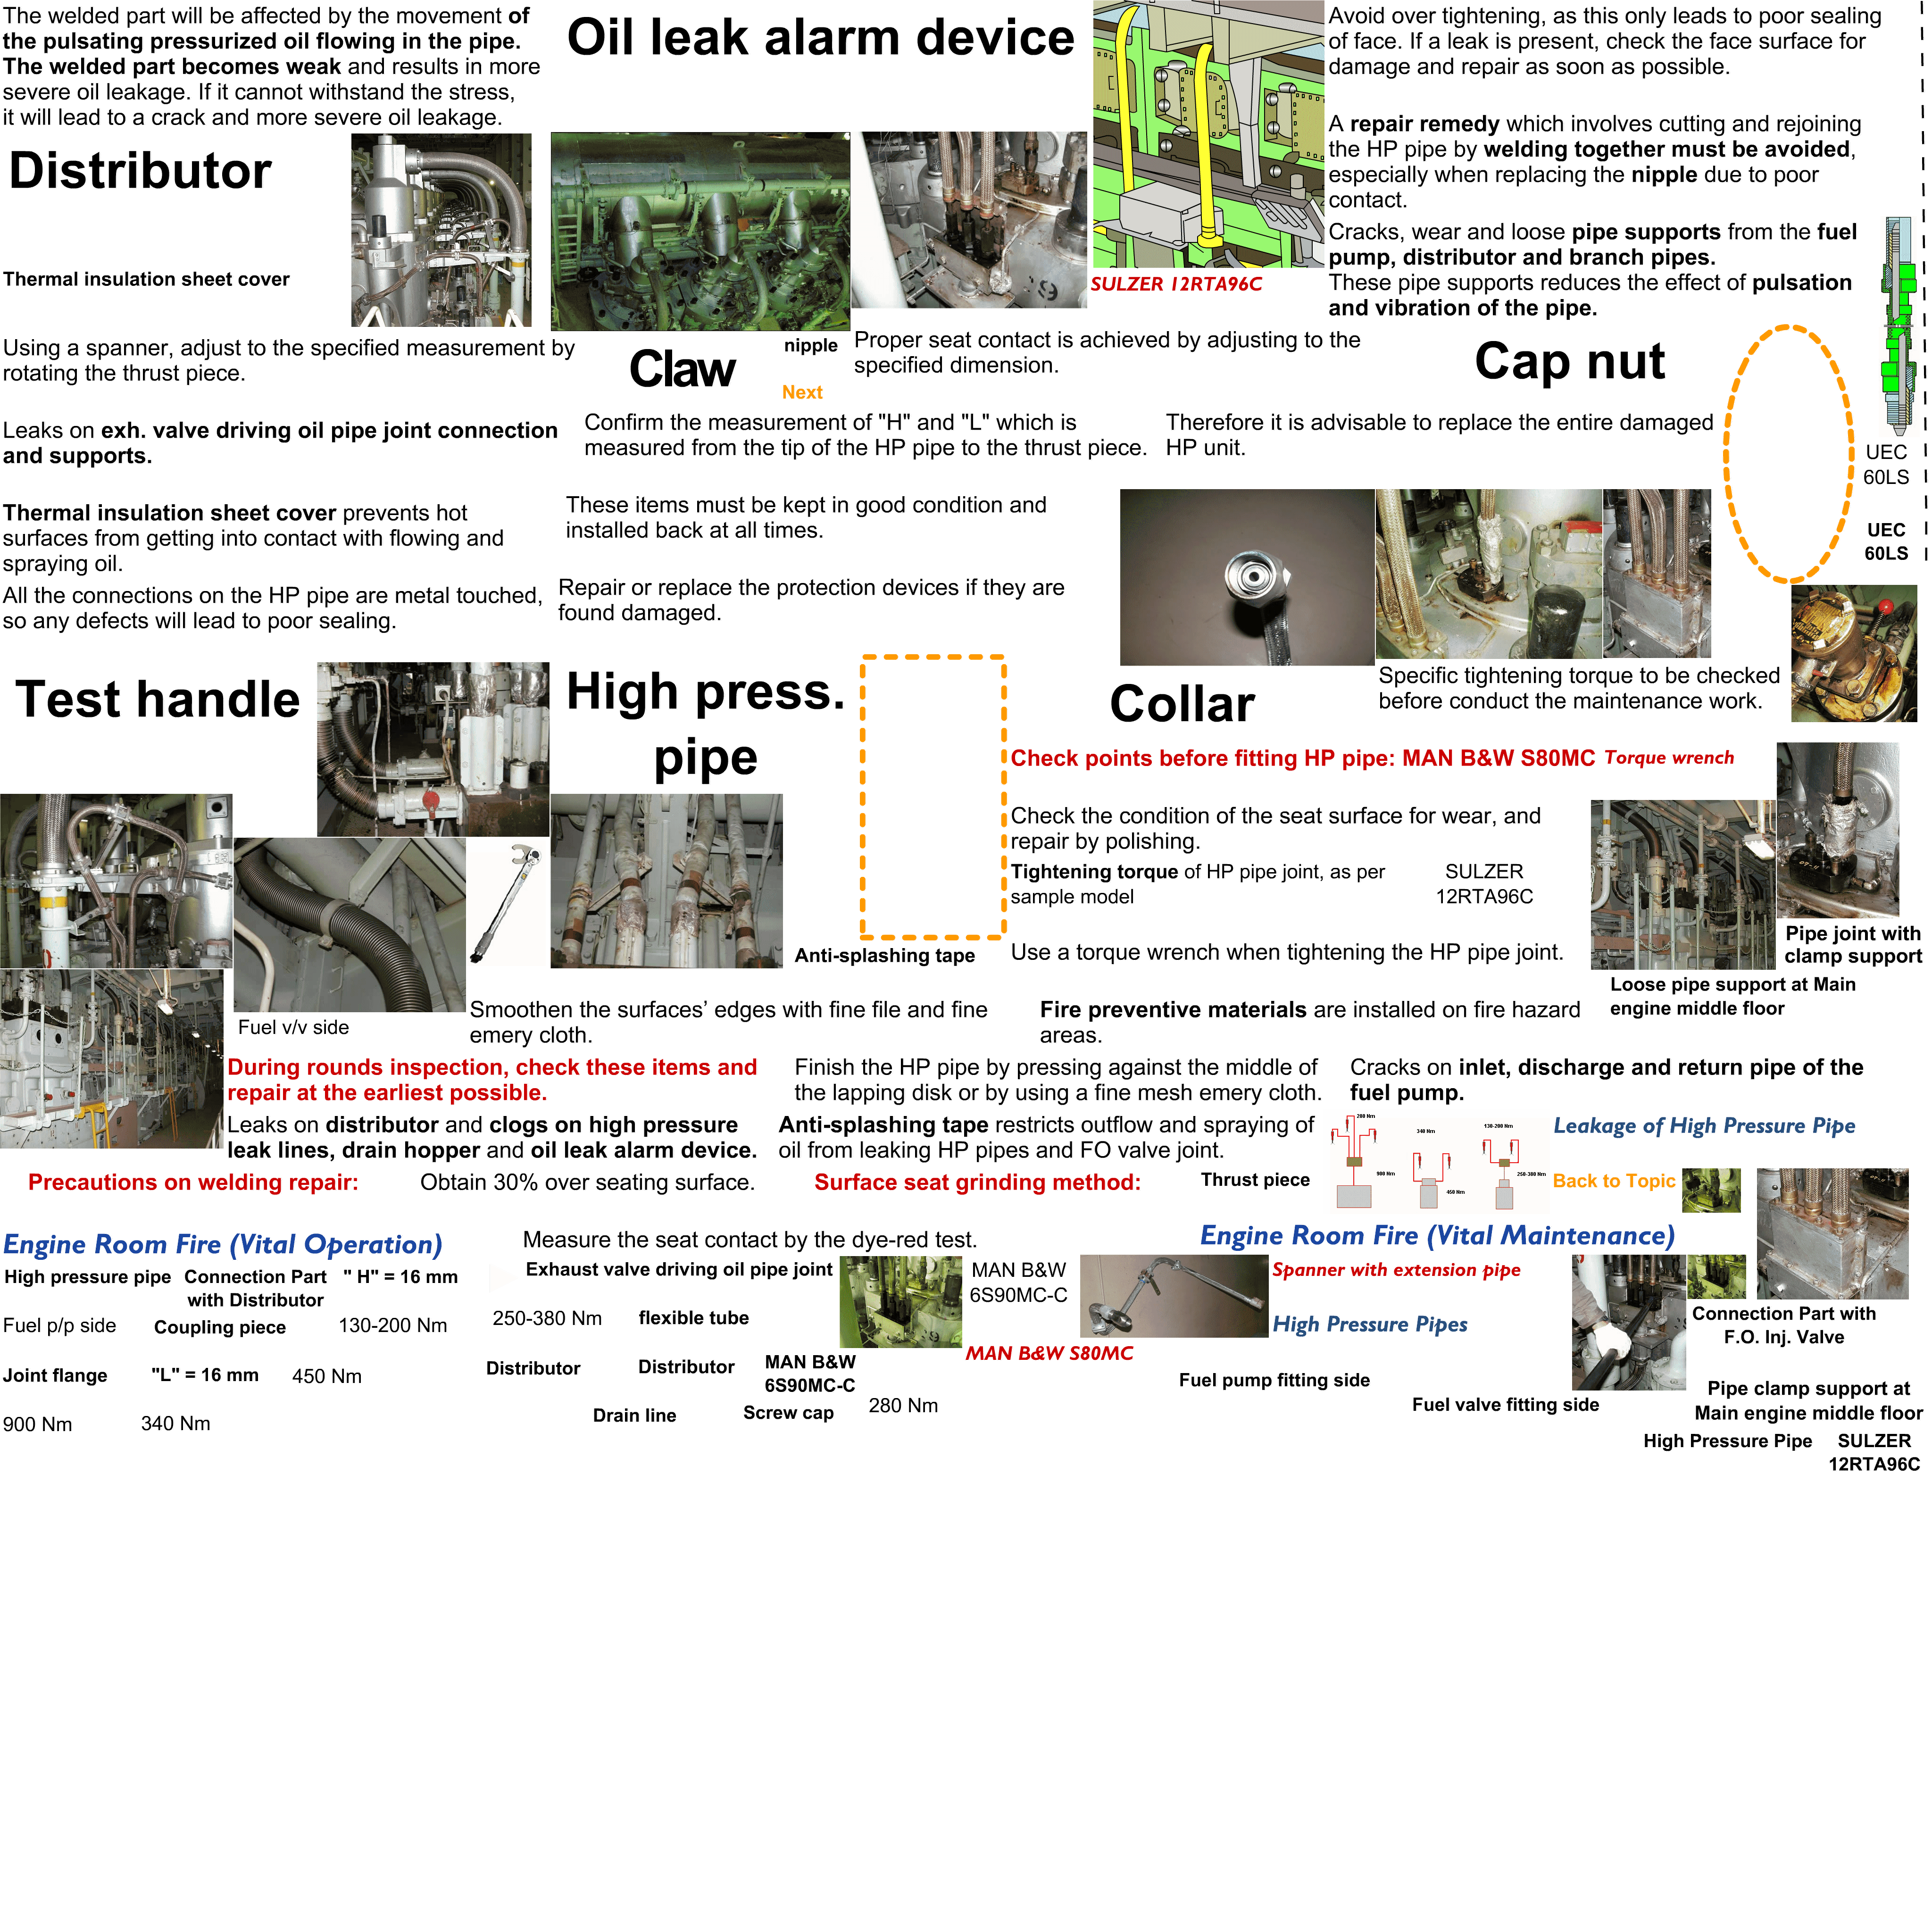 The welded part will be affected by the movement of
the pulsating pressurized oil flowing in the pipe.
The welded part becomes weak and results in more
severe oil leakage. If it cannot withstand the stress,
it will lead to a crack and more severe oil leakage.
Oil leak alarm device
Avoid over tightening, as this only leads to poor sealing
of face. If a leak is present, check the face surface for
damage and repair as soon as possible.
A repair remedy which involves cutting and rejoining
the HP pipe by welding together must be avoided,
especially when replacing the nipple due to poor
contact.
Distributor
Cracks, wear and loose pipe supports from the fuel
pump, distributor and branch pipes.
These pipe supports reduces the effect of pulsation
and vibration of the pipe.
Thermal insulation sheet cover
SULZER 12RTA96C
Using a spanner, adjust to the specified measurement by
rotating the thrust piece.
Claw
nipple
Next
Proper seat contact is achieved by adjusting to the
specified dimension.
Cap nut
Leaks on exh. valve driving oil pipe joint connection
and supports.
Confirm the measurement of "H" and "L" which is
measured from the tip of the HP pipe to the thrust piece.
Therefore it is advisable to replace the entire damaged
HP unit.
UEC
60LS
UEC
60LS
Thermal insulation sheet cover prevents hot
surfaces from getting into contact with flowing and
spraying oil.
These items must be kept in good condition and
installed back at all times.
All the connections on the HP pipe are metal touched,
so any defects will lead to poor sealing.
Repair or replace the protection devices if they are
found damaged.
Test handle
High press.
pipe
Collar
Specific tightening torque to be checked
before conduct the maintenance work.
Check points before fitting HP pipe: MAN B&W S80MC
Torque wrench
Check the condition of the seat surface for wear, and
repair by polishing.
Tightening torque of HP pipe joint, as per
sample model
SULZER
12RTA96C
Anti-splashing tape
Use a torque wrench when tightening the HP pipe joint.
Pipe joint with
clamp support
Loose pipe support at Main
engine middle floor
Fuel v/v side
Smoothen the surfaces’ edges with fine file and fine
emery cloth.
Fire preventive materials are installed on fire hazard
areas.
During rounds inspection, check these items and
repair at the earliest possible.
Finish the HP pipe by pressing against the middle of
the lapping disk or by using a fine mesh emery cloth.
Cracks on inlet, discharge and return pipe of the
fuel pump.
Leaks on distributor and clogs on high pressure
leak lines, drain hopper and oil leak alarm device.
Anti-splashing tape restricts outflow and spraying of
oil from leaking HP pipes and FO valve joint.
280 Nm
340 Nm
130-200 Nm
900 Nm
450 Nm
250-380 Nm
Leakage of High Pressure Pipe
Precautions on welding repair:
Obtain 30% over seating surface.
Surface seat grinding method:
Thrust piece
Back to Topic
Engine Room Fire (Vital Operation)
Measure the seat contact by the dye-red test.
Engine Room Fire (Vital Maintenance)
High pressure pipe
Connection Part
with Distributor
" H" = 16 mm
Exhaust valve driving oil pipe joint
MAN B&W
6S90MC-C
Spanner with extension pipe
Fuel p/p side
Coupling piece
130-200 Nm
250-380 Nm
flexible tube
High Pressure Pipes
Connection Part with
F.O. Inj. Valve
MAN B&W S80MC
Joint flange
"L" = 16 mm
450 Nm
Distributor
Distributor
MAN B&W
6S90MC-C
Fuel pump fitting side
Pipe clamp support at
Main engine middle floor
900 Nm
340 Nm
Drain line
Screw cap
280 Nm
Fuel valve fitting side
High Pressure Pipe
SULZER
12RTA96C